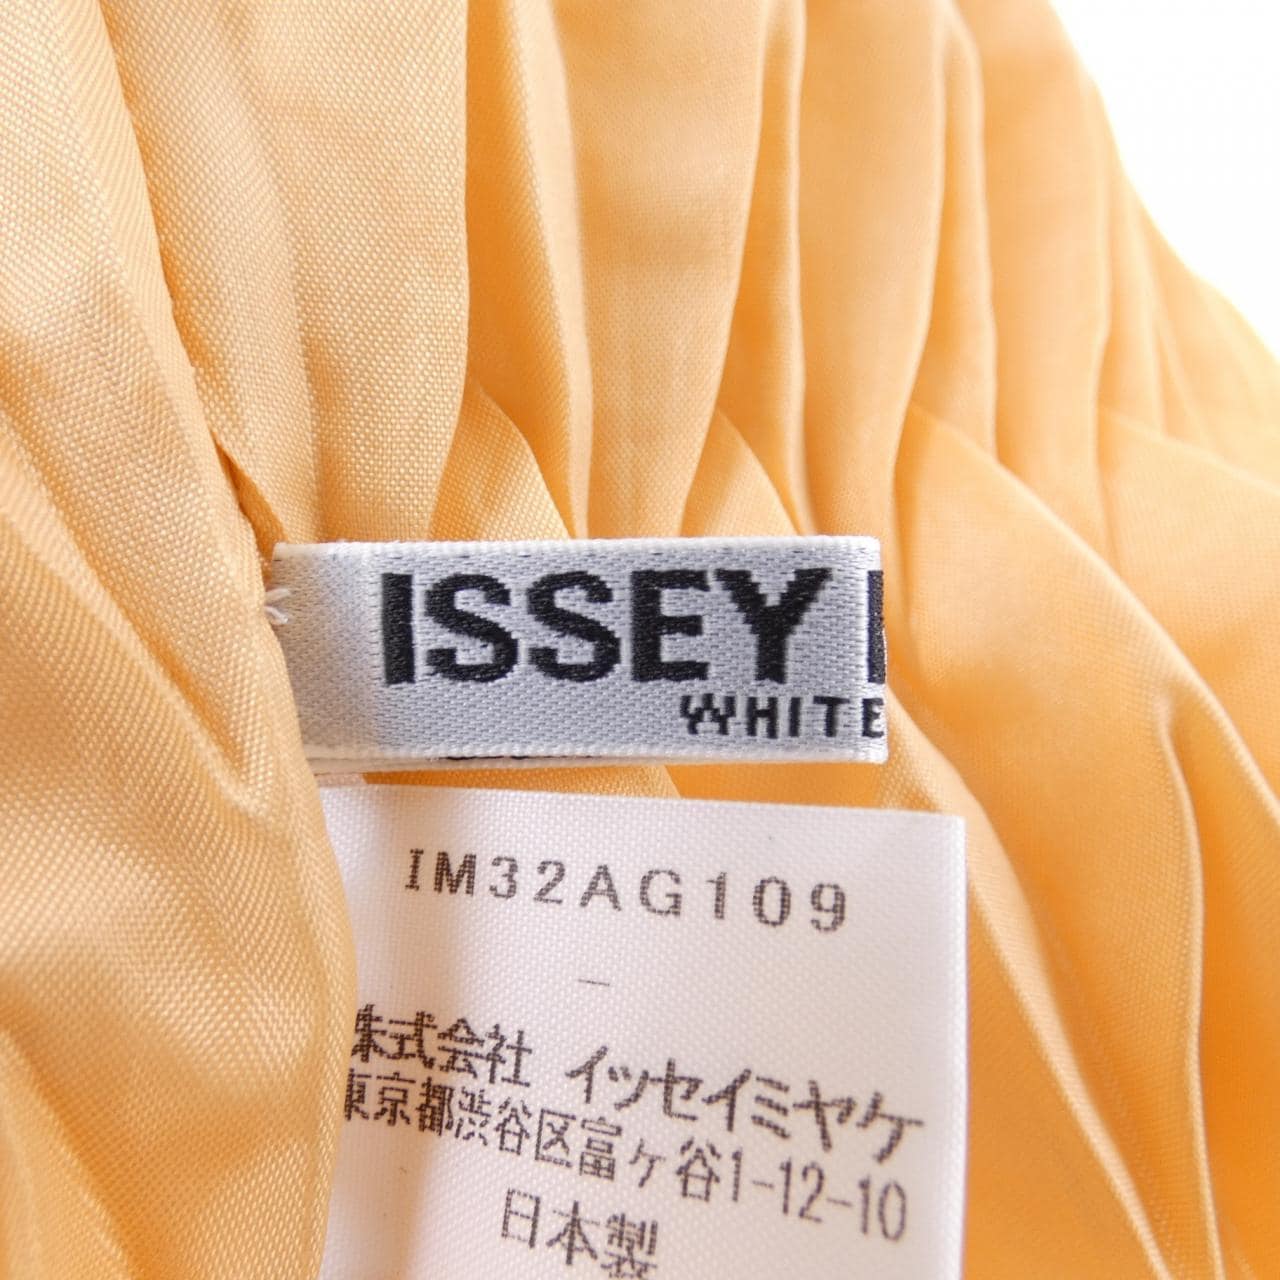 ISSEY
WHITE
IM32AG109
-
株式会社 イッセイミヤケ
東京都渋谷区富ヶ谷1-12-10
日本製